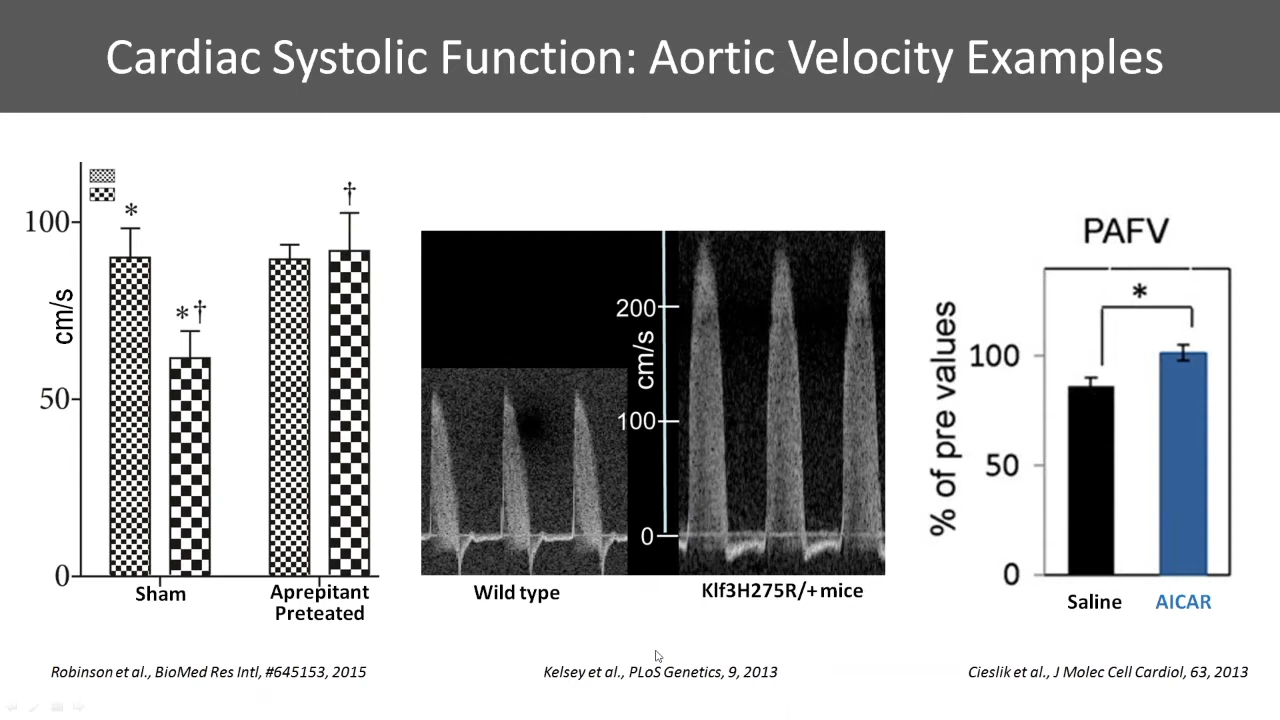 Cardiac Systolic Function: Aortic Velocity Examples
100
50
0
cm/s
*
*†
†
Sham
Aprepitant
Preteated
200
100
0
cm/s
Wild type
Klf3H275R/+ mice
PAFV
*
% of pre values
100
50
0
Saline
AICAR
Robinson et al., BioMed Res Intl, #645153, 2015
Kelsey et al., PLoS Genetics, 9, 2013
Cieslik et al., J Molec Cell Cardiol, 63, 2013